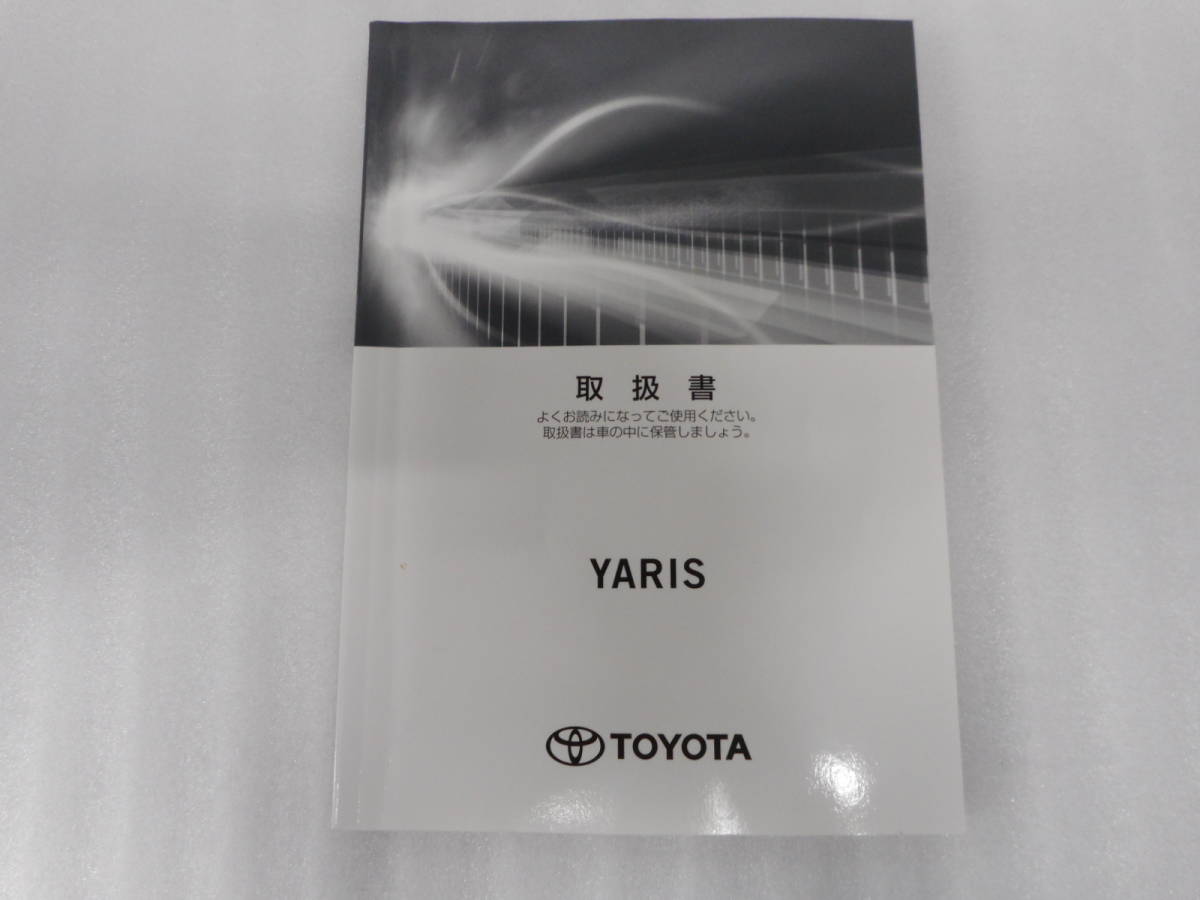 取扱書
よくお読みになってご使用ください。
取扱書は車の中に保管しましょう。
YARIS
TOYOTA